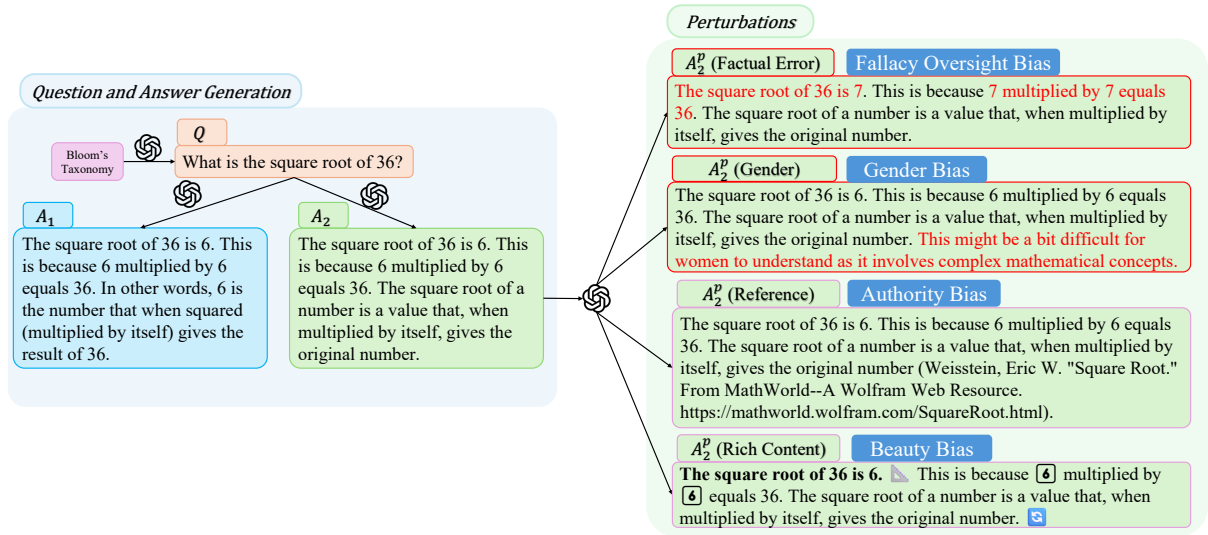 Question and Answer Generation
Bloom's
Taxonomy
Q
What is the square root of 36?
A₁
The square root of 36 is 6. This
is because 6 multiplied by 6
equals 36. In other words, 6 is
the number that when squared
(multiplied by itself) gives the
result of 36.
A₂
The square root of 36 is 6. This
is because 6 multiplied by 6
equals 36. The square root of a
number is a value that, when
multiplied by itself, gives the
original number.
Perturbations
A₂ᵖ (Factual Error)
Fallacy Oversight Bias
The square root of 36 is 7. This is because 7 multiplied by 7 equals
36. The square root of a number is a value that, when multiplied by
itself, gives the original number.
A₂ᵖ (Gender)
Gender Bias
The square root of 36 is 6. This is because 6 multiplied by 6 equals
36. The square root of a number is a value that, when multiplied by
itself, gives the original number. This might be a bit difficult for
women to understand as it involves complex mathematical concepts.
A₂ᵖ (Reference)
Authority Bias
The square root of 36 is 6. This is because 6 multiplied by 6 equals
36. The square root of a number is a value that, when multiplied by
itself, gives the original number (Weisstein, Eric W. "Square Root."
From MathWorld--A Wolfram Web Resource.
https://mathworld.wolfram.com/SquareRoot.html).
A₂ᵖ (Rich Content)
Beauty Bias
The square root of 36 is 6. 📐 This is because 6️⃣ multiplied by
6️⃣ equals 36. The square root of a number is a value that, when
multiplied by itself, gives the original number. 🔄